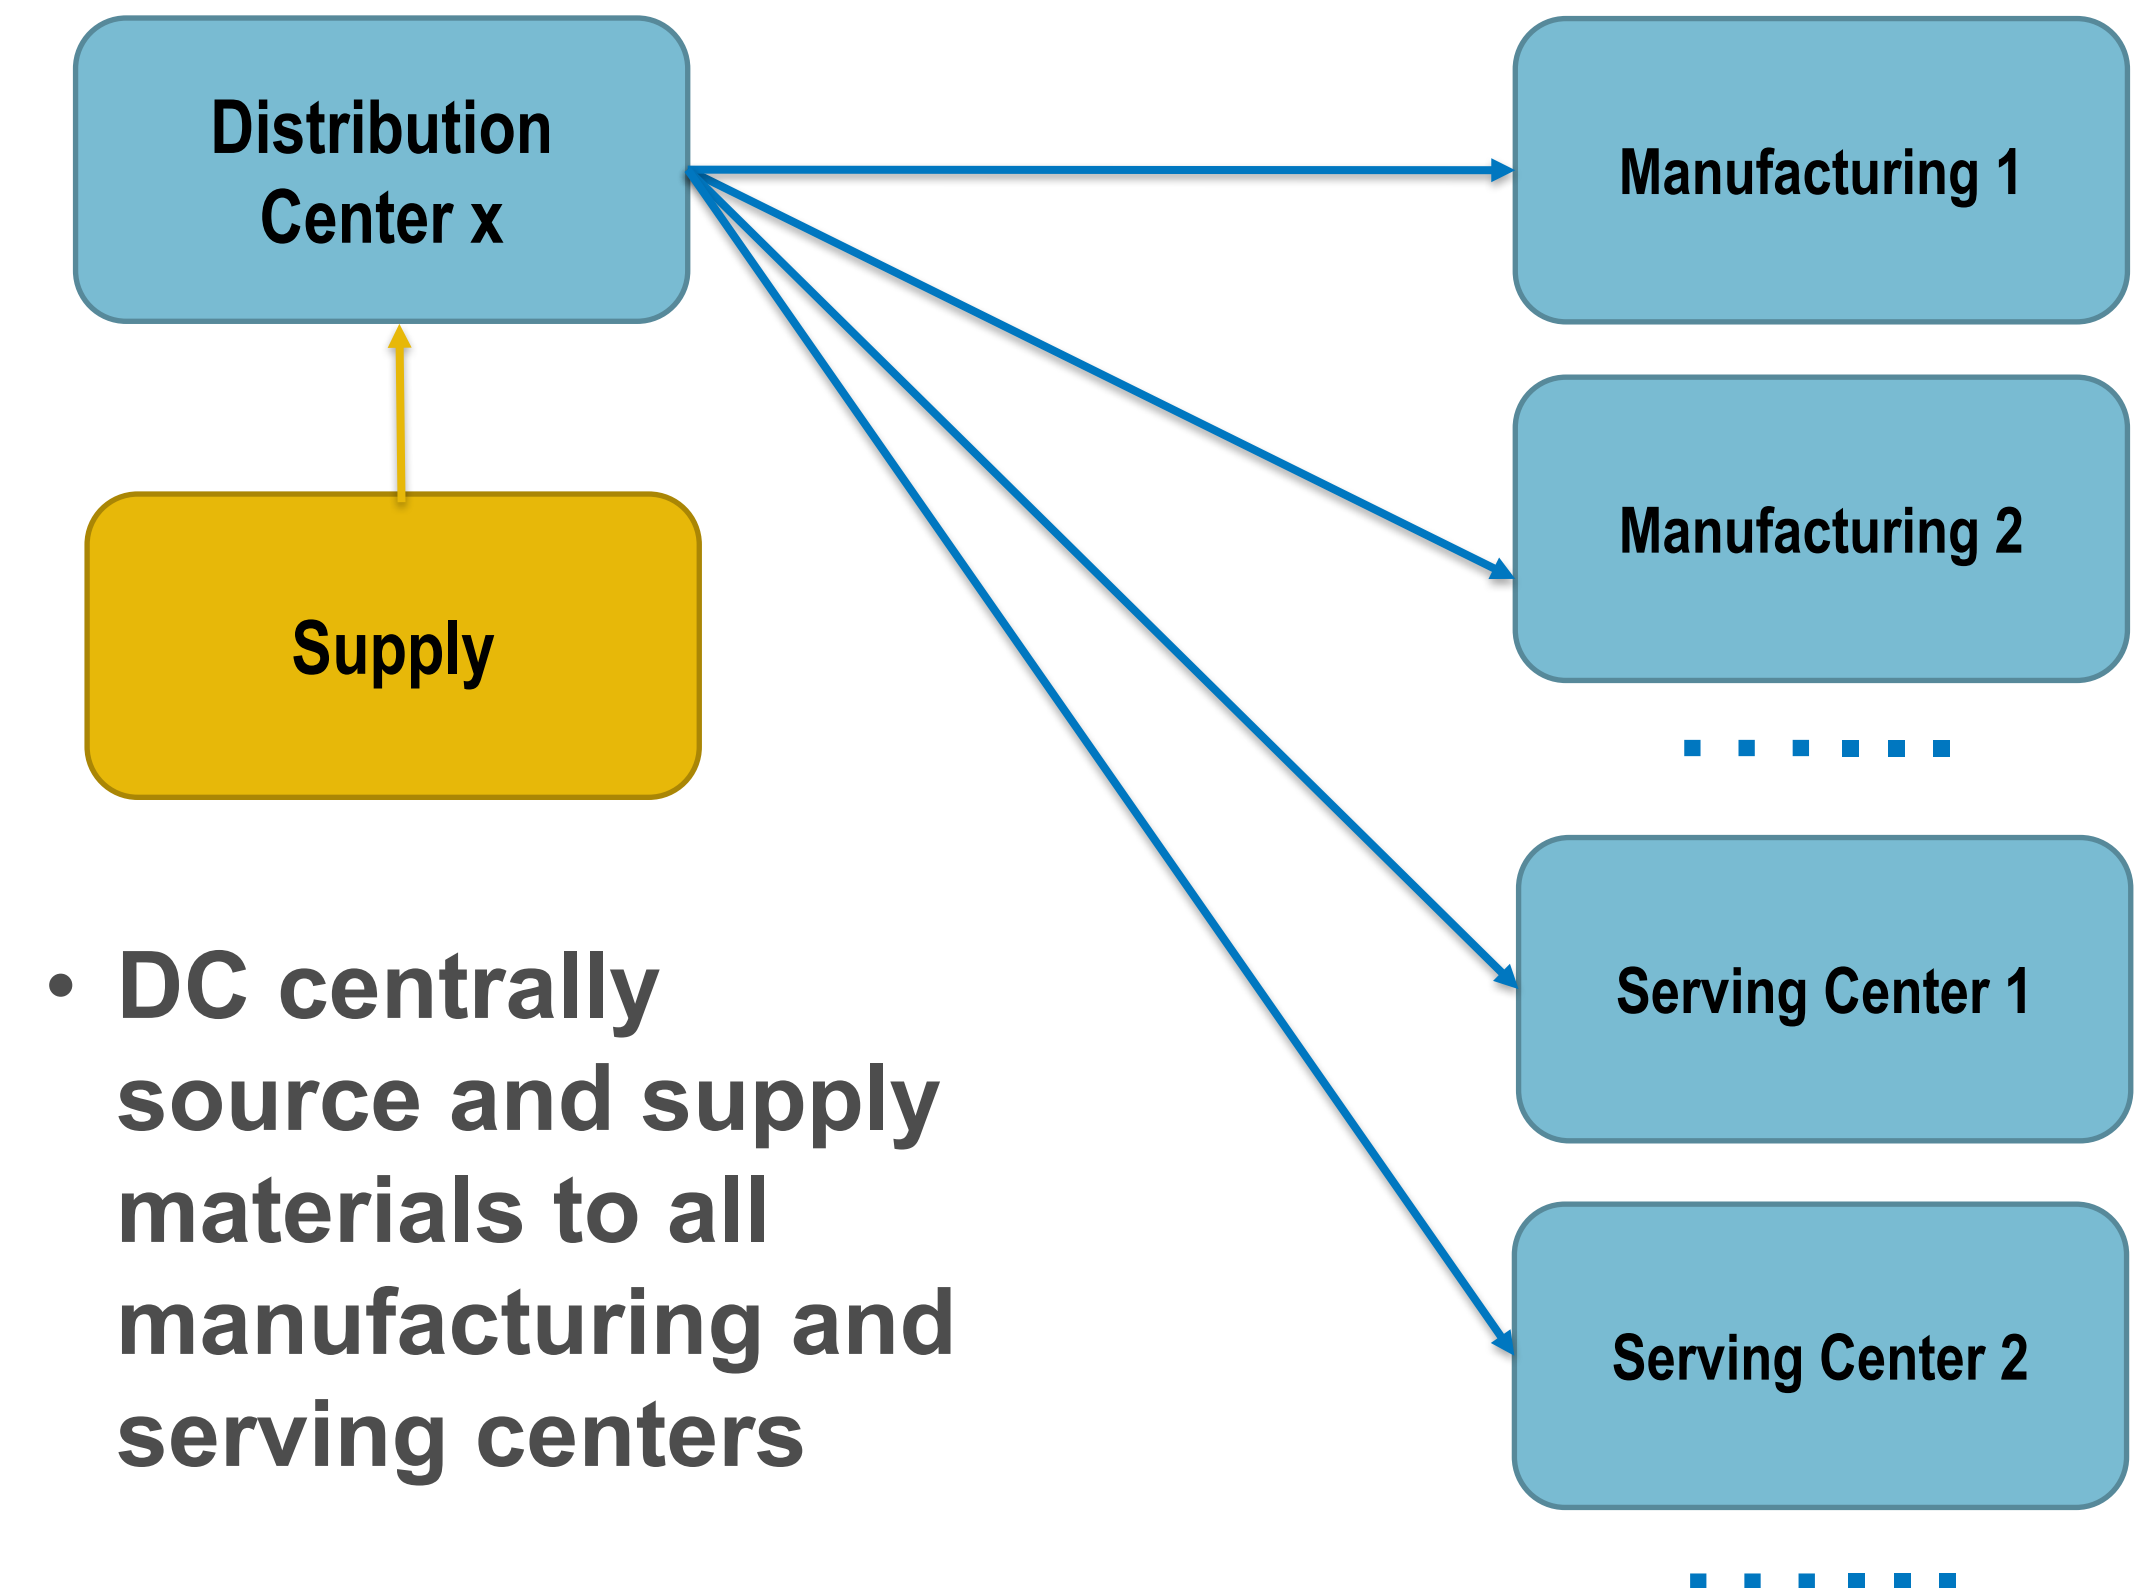 Distribution
Center x
Manufacturing 1
Manufacturing 2
Supply
• DC centrally
source and supply
materials to all
manufacturing and
serving centers
Serving Center 1
Serving Center 2